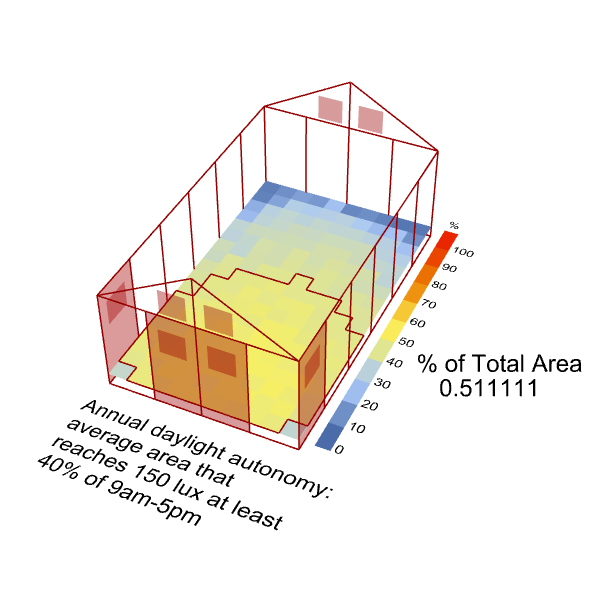 %
100
90
80
70
60
50
40
30
20
10
0
% of Total Area
0.511111
Annual daylight autonomy:
average area that
reaches 150 lux at least
40% of 9am-5pm